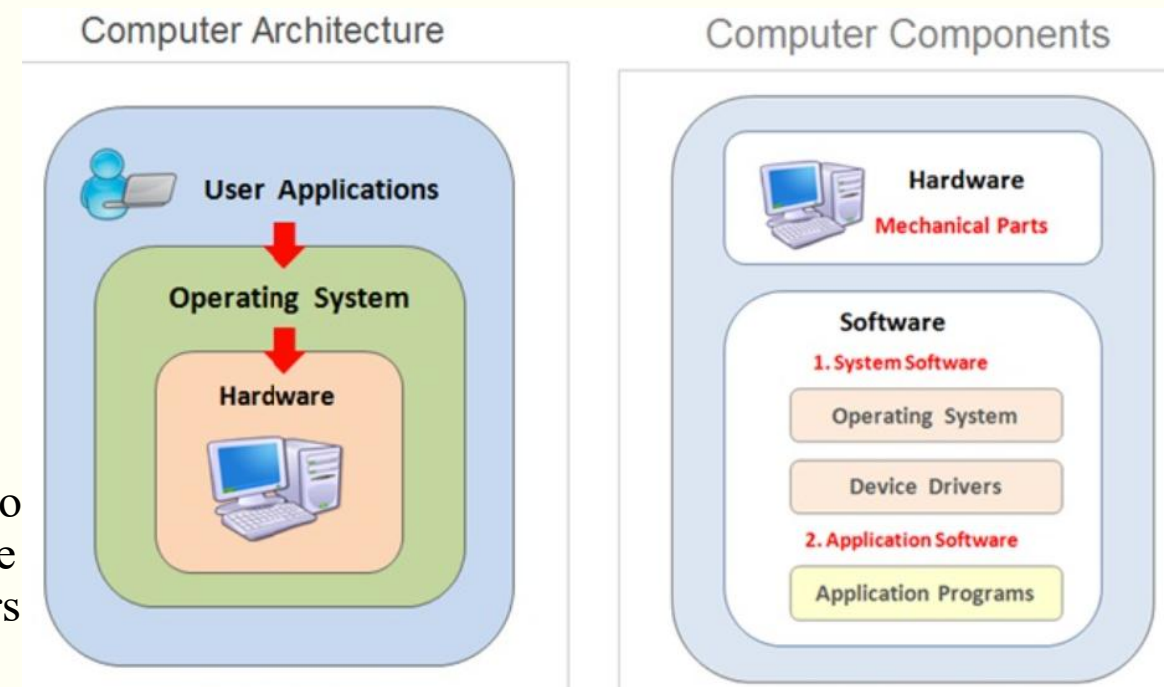 Computer Architecture
User Applications
Operating System
Hardware
o
e
rs
Computer Components
Hardware
Mechanical Parts
Software
1. System Software
Operating System
Device Drivers
2. Application Software
Application Programs